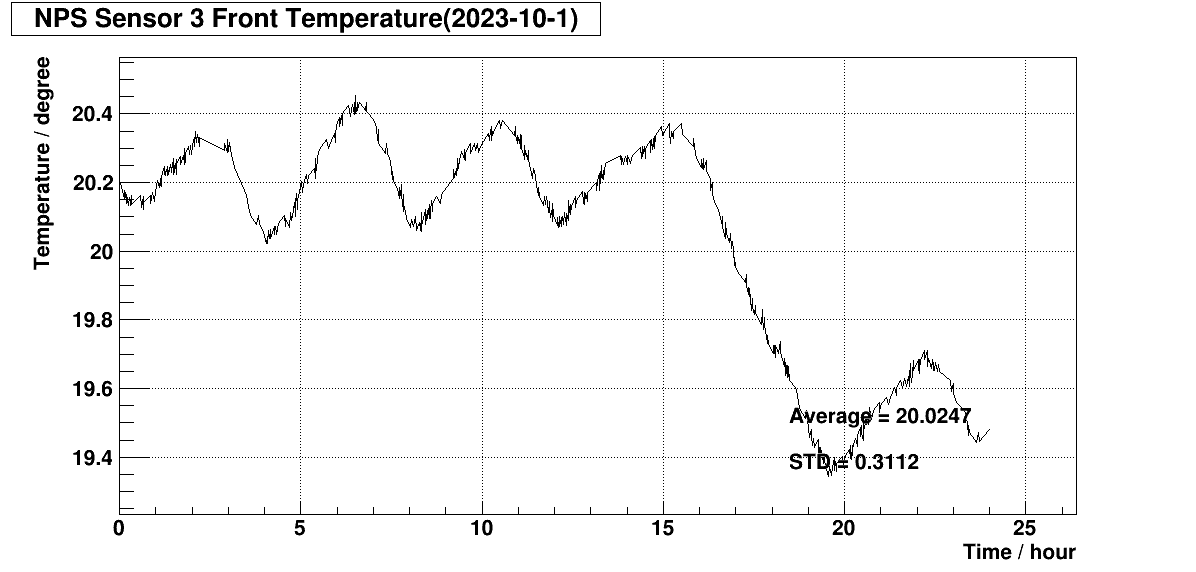 NPS Sensor 3 Front Temperature(2023-10-1)
Temperature / degree
20.4
20.2
20
19.8
19.6
19.4
Average = 20.0247
STD = 0.3112
0 5 10 15 20 25
Time / hour